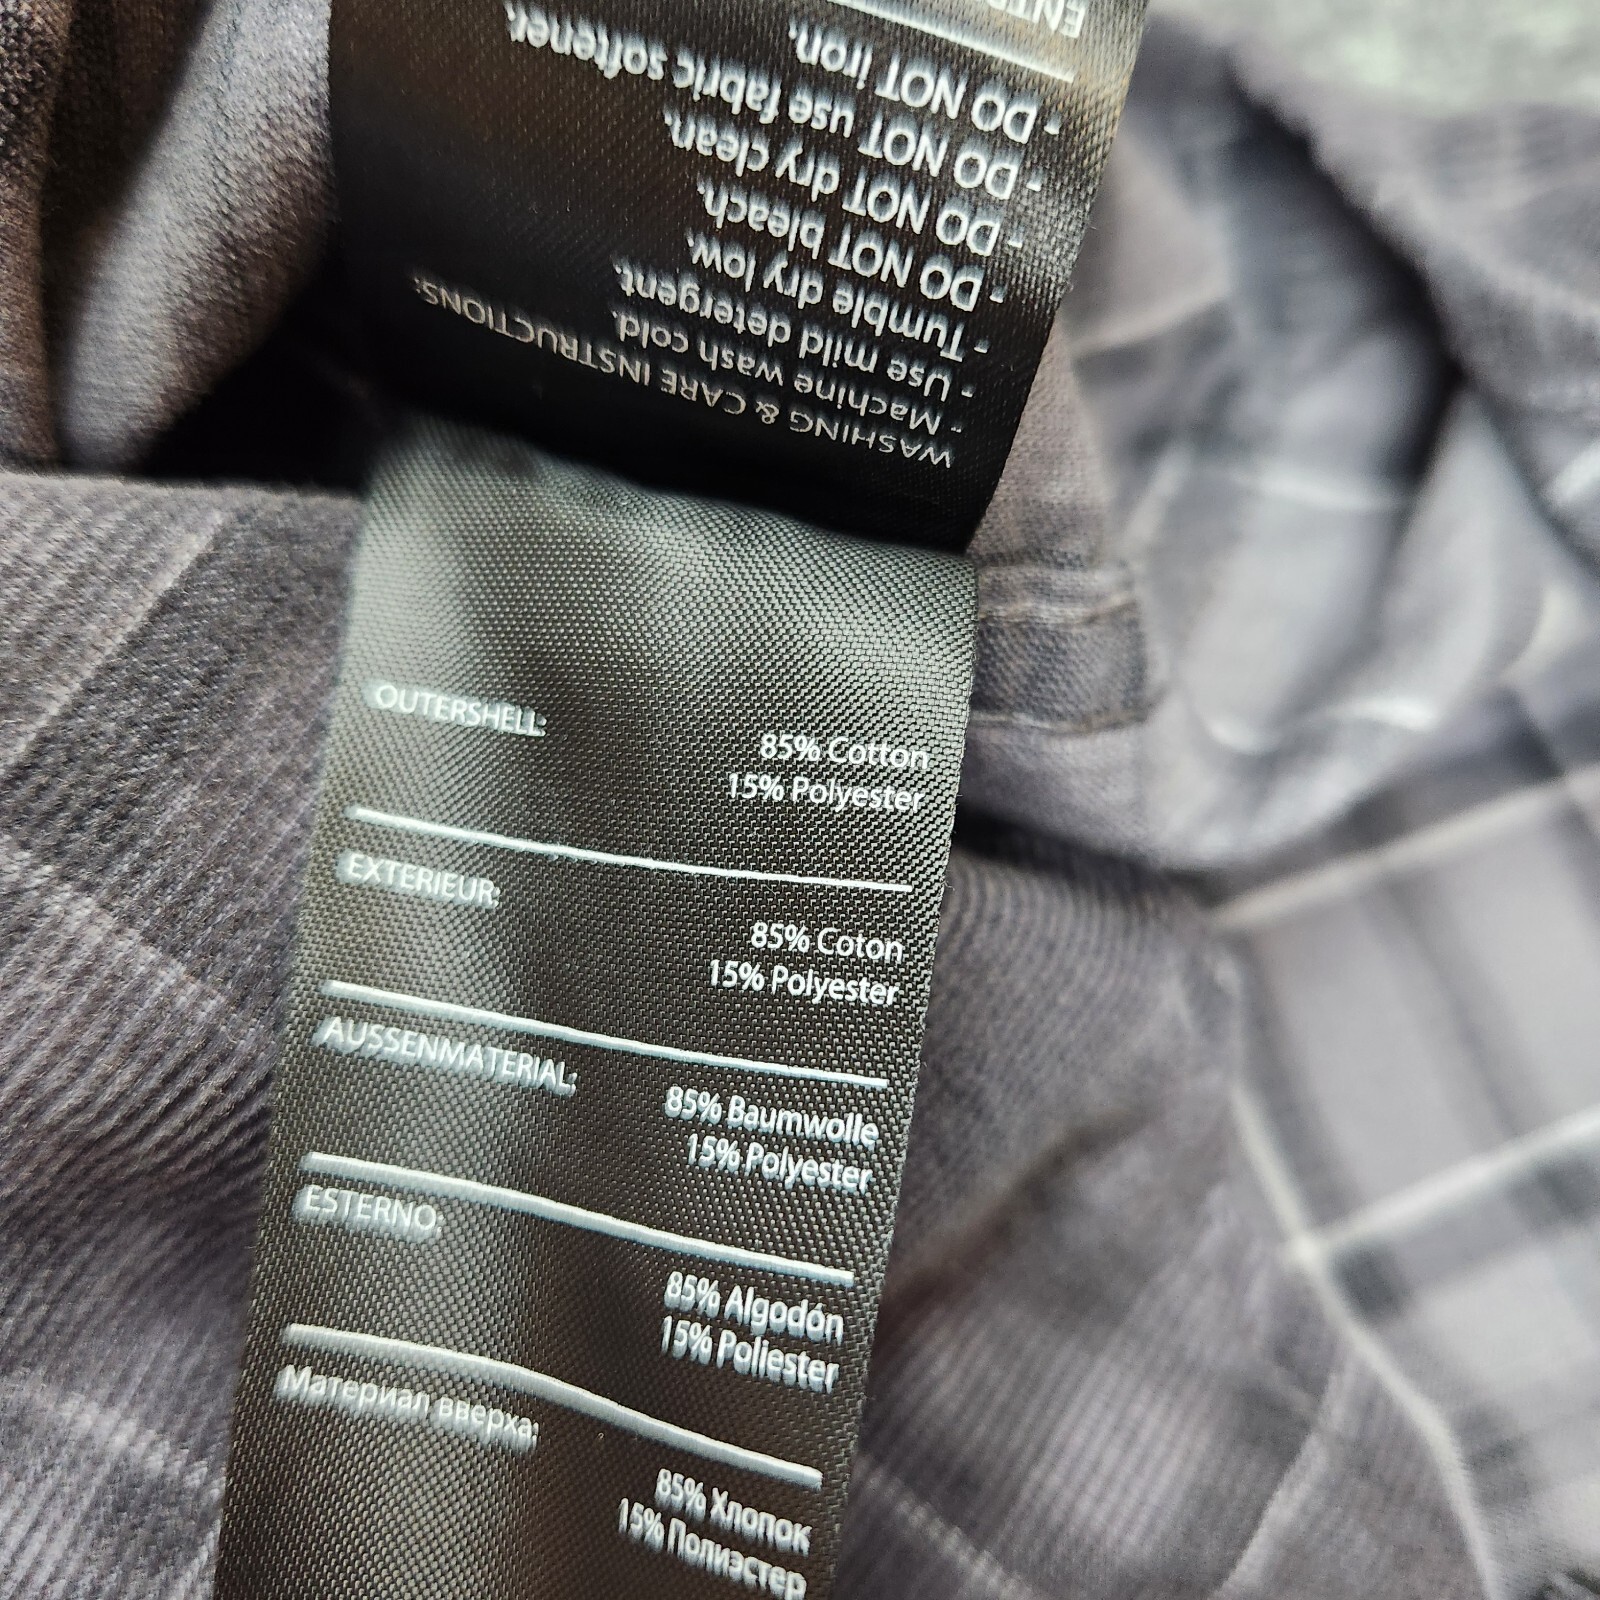 WASHING & CARE INSTRUCTIONS:
- Machine wash cold.
- Use mild detergent.
- Tumble dry low.
- DO NOT bleach.
- DO NOT dry clean.
- DO NOT use fabric softener.
- DO NOT iron.
OUTERSHELL:
85% Cotton
15% Polyester
EXTERIEUR:
85% Coton
15% Polyester
AUSSENMATERIAL:
85% Baumwolle
15% Polyester
ESTERNO:
85% Algodón
15% Poliester
Материал вверха:
85% Хлопок
15% Полиэстер